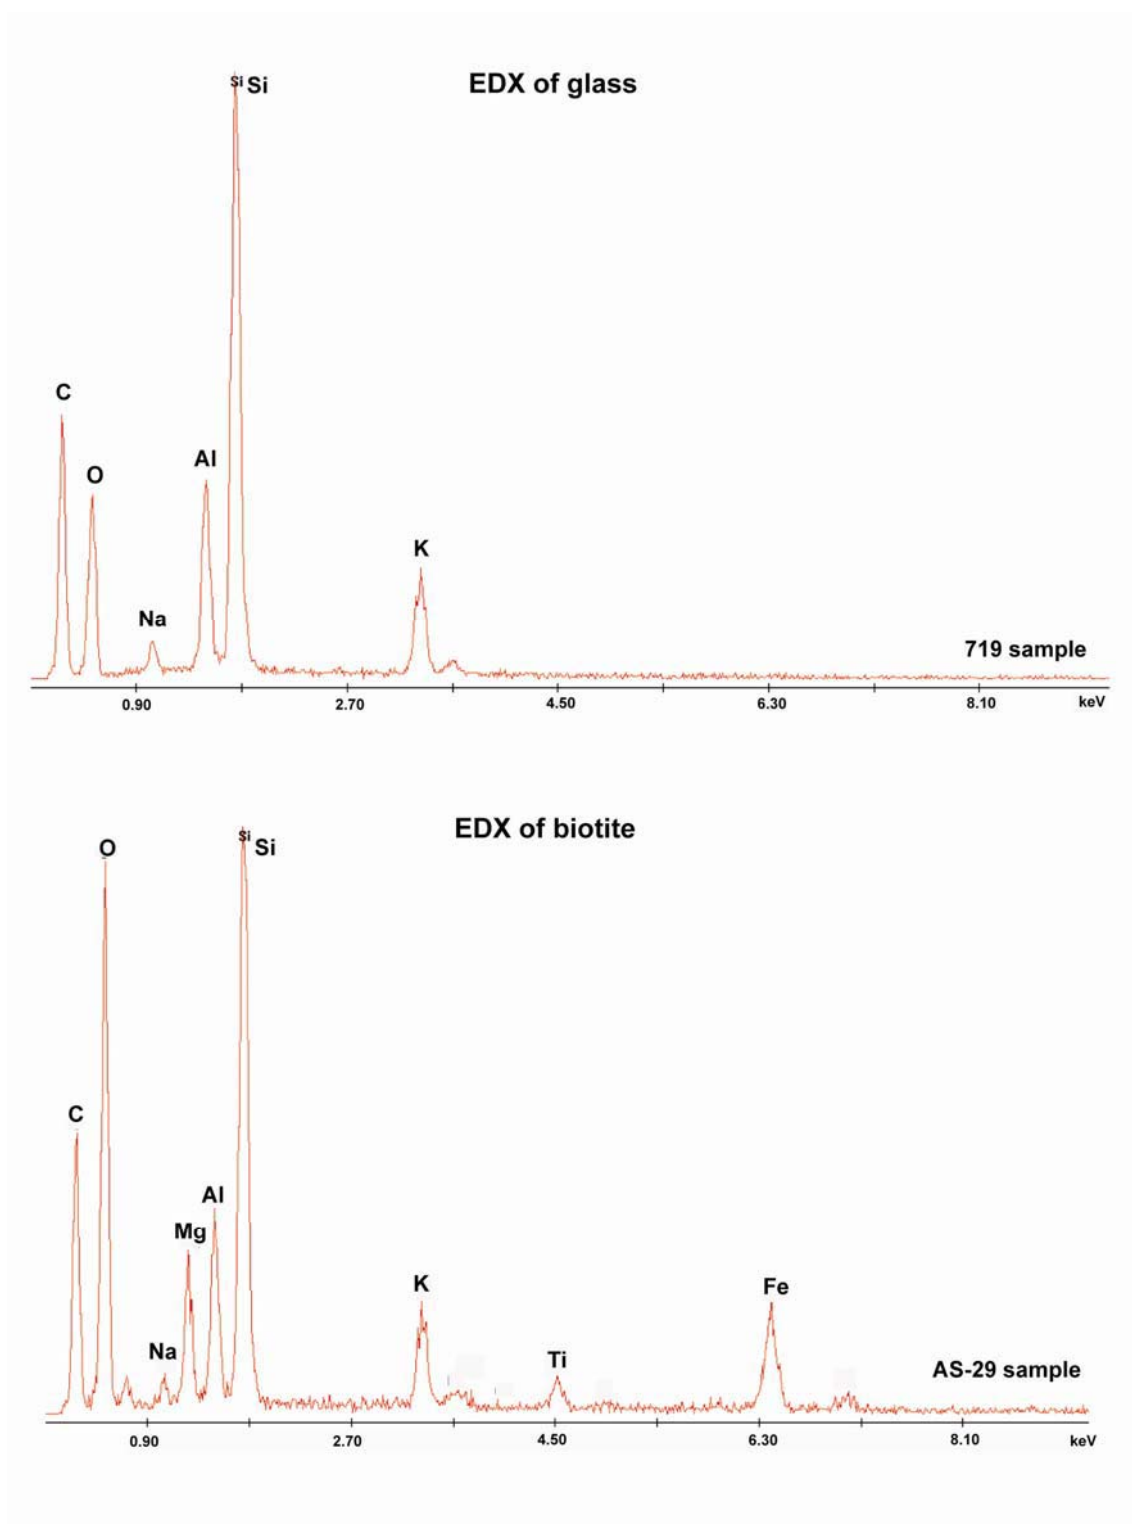 EDX of glass
Si Si
C
O
Al
Na
K
719 sample
0.90 2.70 4.50 6.30 8.10 keV
EDX of biotite
O
Si Si
C
Al
Mg
Na
K
Fe
Ti
AS-29 sample
0.90 2.70 4.50 6.30 8.10 keV